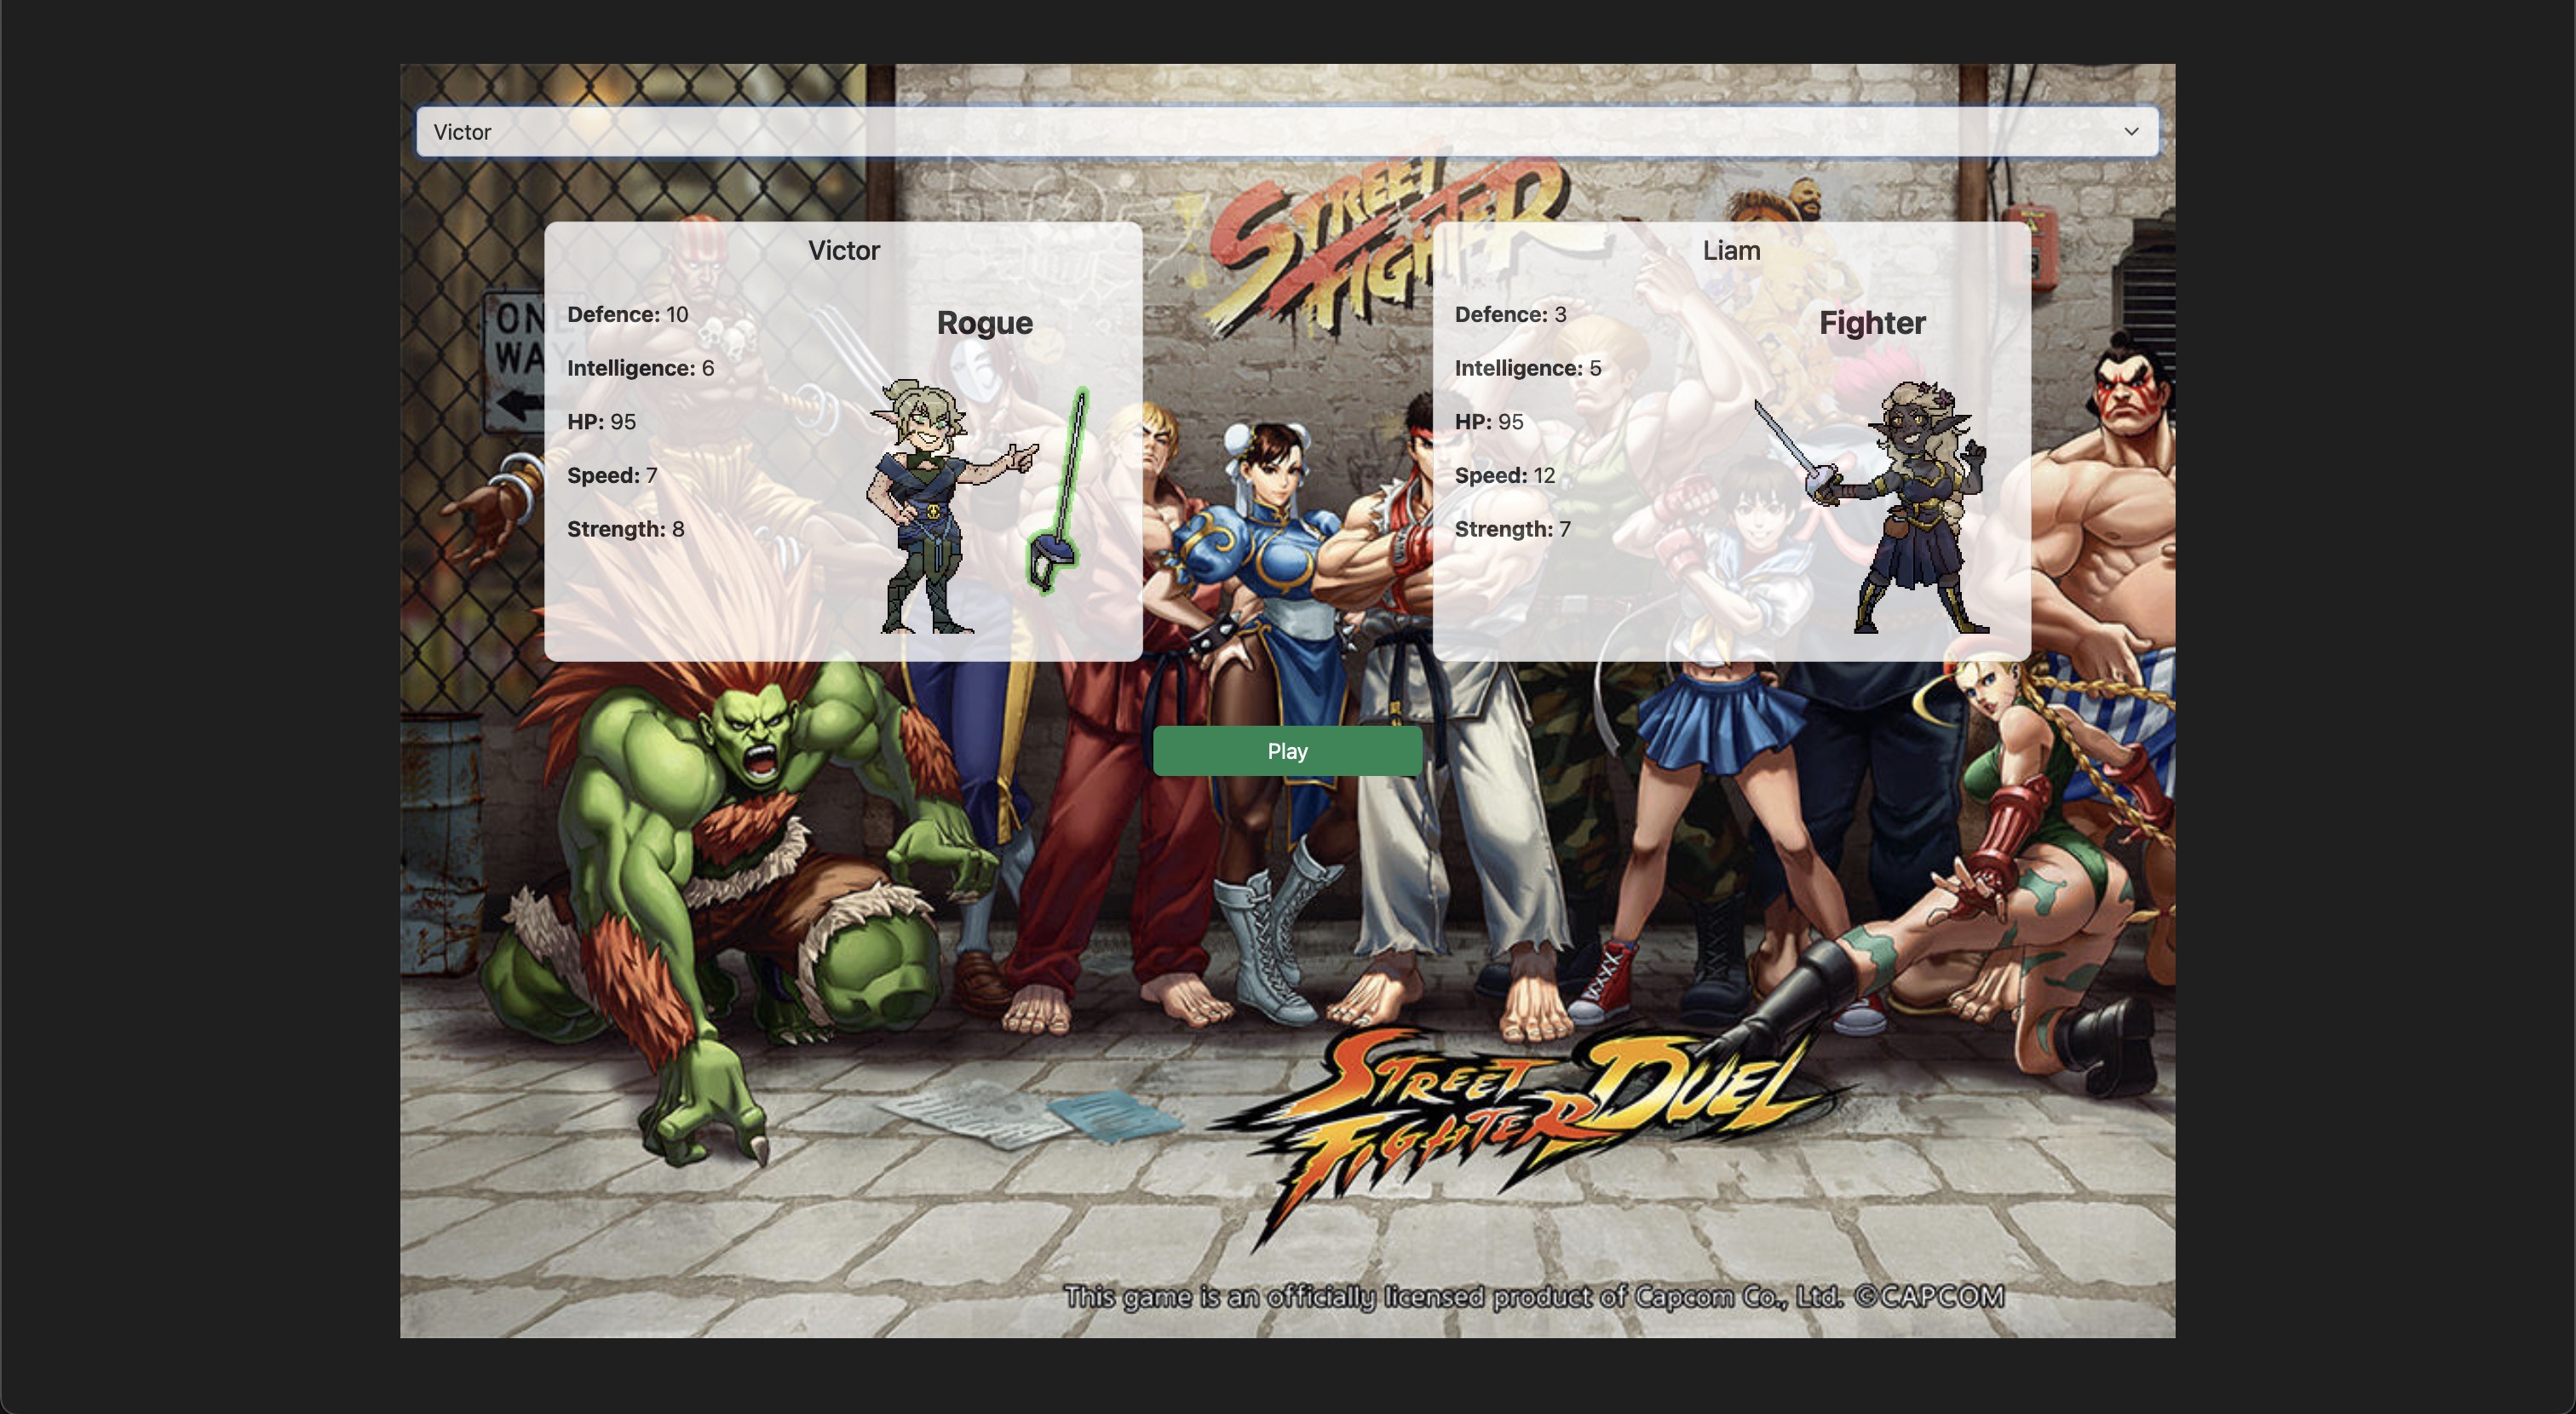 Victor
STREET
FIGHTER
Victor
Defence: 10
Rogue
Intelligence: 6
HP: 95
Speed: 7
Strength: 8
Liam
Defence: 3
Fighter
Intelligence: 5
HP: 95
Speed: 12
Strength: 7
ONE
WAY
Play
STREET
FIGHTER DUEL
This game is an officially licensed product of Capcom Co., Ltd. ©CAPCOM